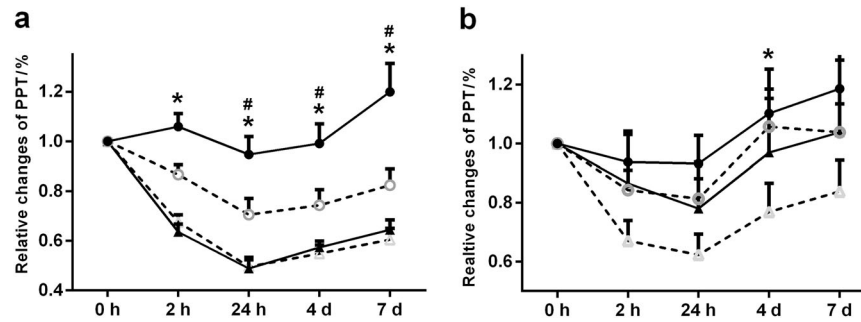 a
Relative changes of PPT/%
1.2
1.0
0.8
0.6
0.4
*
#
*
#
*
#
*
0 h 2 h 24 h 4 d 7 d
b
Realtive changes of PPT/%
1.2
1.0
0.8
0.6
*
0 h 2 h 24 h 4 d 7 d